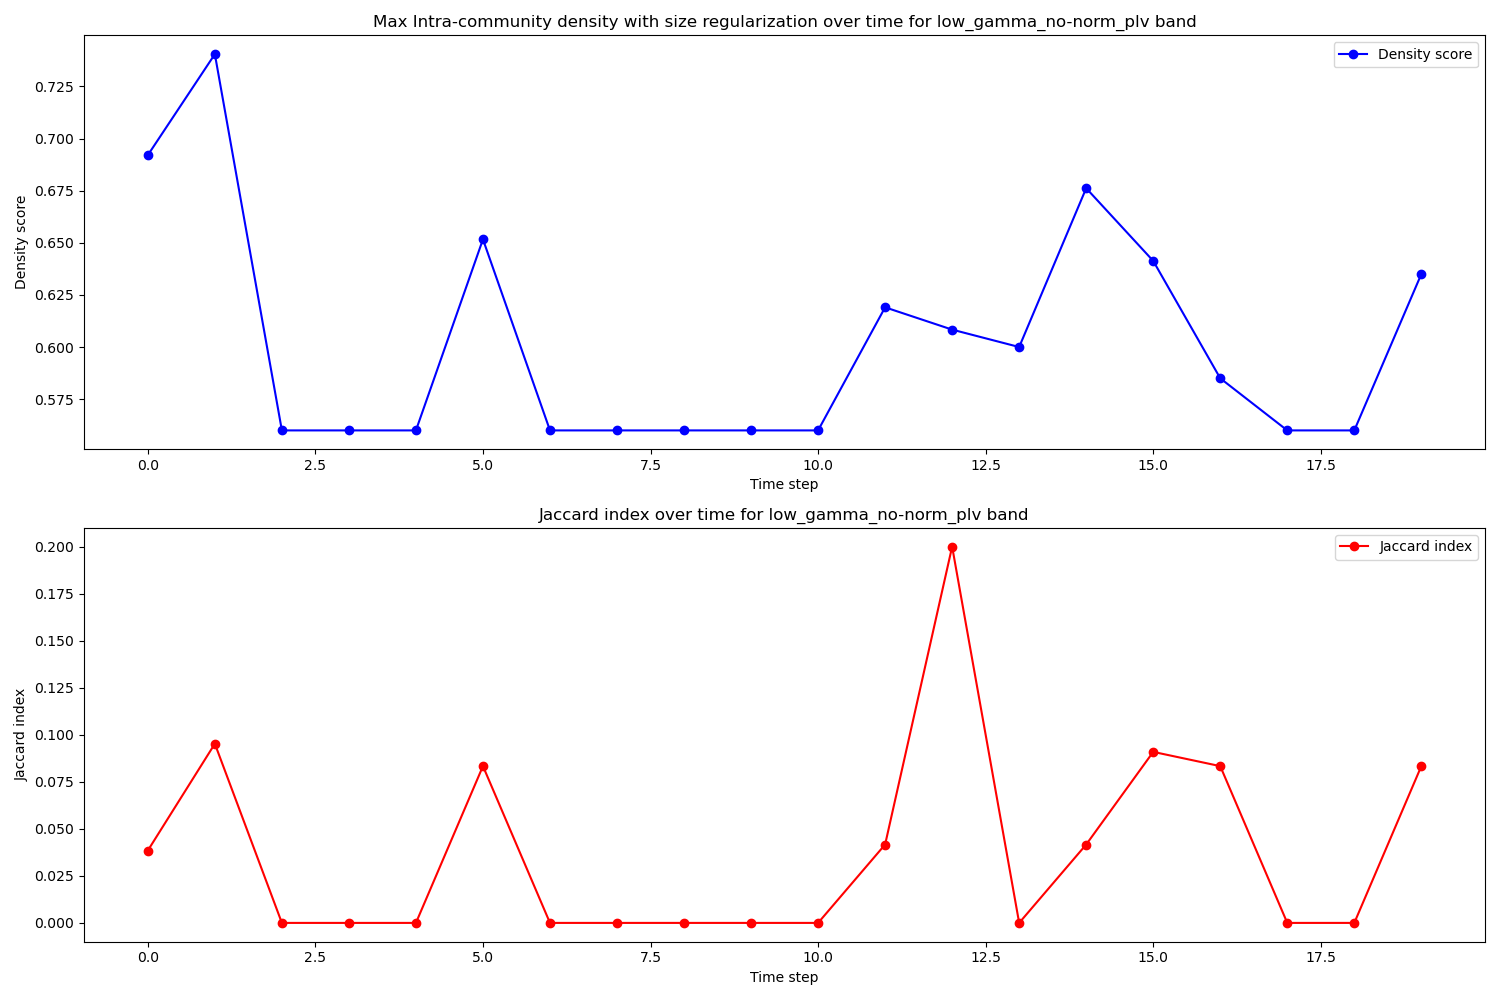 Max Intra-community density with size regularization over time for low_gamma_no-norm_plv band
Density score
0.725
0.700
0.675
0.650
0.625
0.600
0.575
Density score
0.0 2.5 5.0 7.5 10.0 12.5 15.0 17.5
Time step
Jaccard index over time for low_gamma_no-norm_plv band
Jaccard index
0.200
0.175
0.150
0.125
0.100
0.075
0.050
0.025
0.000
Jaccard index
0.0 2.5 5.0 7.5 10.0 12.5 15.0 17.5
Time step